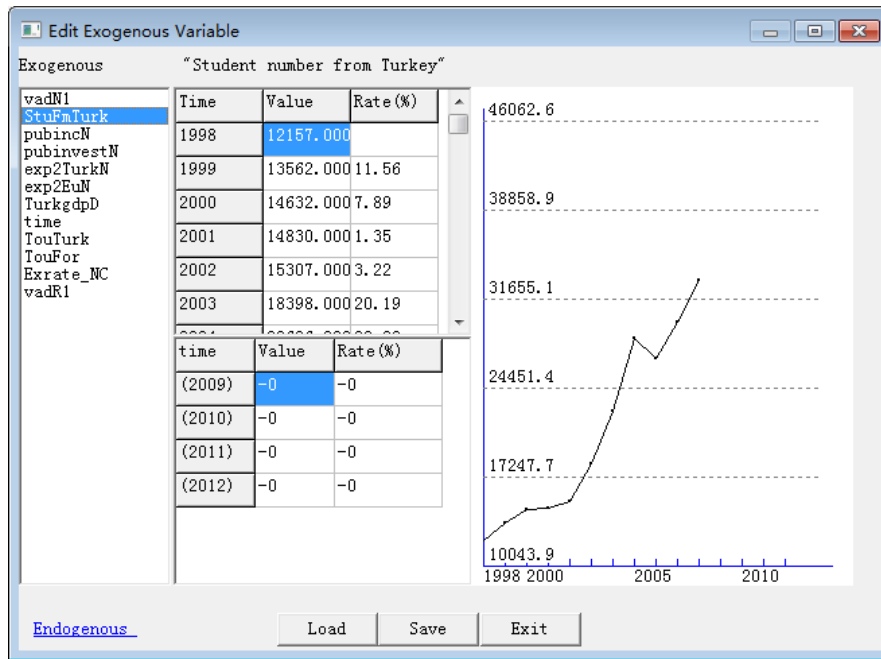 Edit Exogenous Variable
Exogenous "Student number from Turkey"
vadN1
StuFmTurk
pubincN
pubinvestN
exp2TurkN
exp2EuN
TurkgdpD
time
TouTurk
TouFor
Exrate_NC
vadR1
Time Value Rate(%)
1998 12157.000
1999 13562.000 11.56
2000 14632.000 7.89
2001 14830.000 1.35
2002 15307.000 3.22
2003 18398.000 20.19
time Value Rate(%)
(2009) -0 -0
(2010) -0 -0
(2011) -0 -0
(2012) -0 -0
46062.6
38858.9
31655.1
24451.4
17247.7
10043.9
1998 2000 2005 2010
Endogenous Load Save Exit